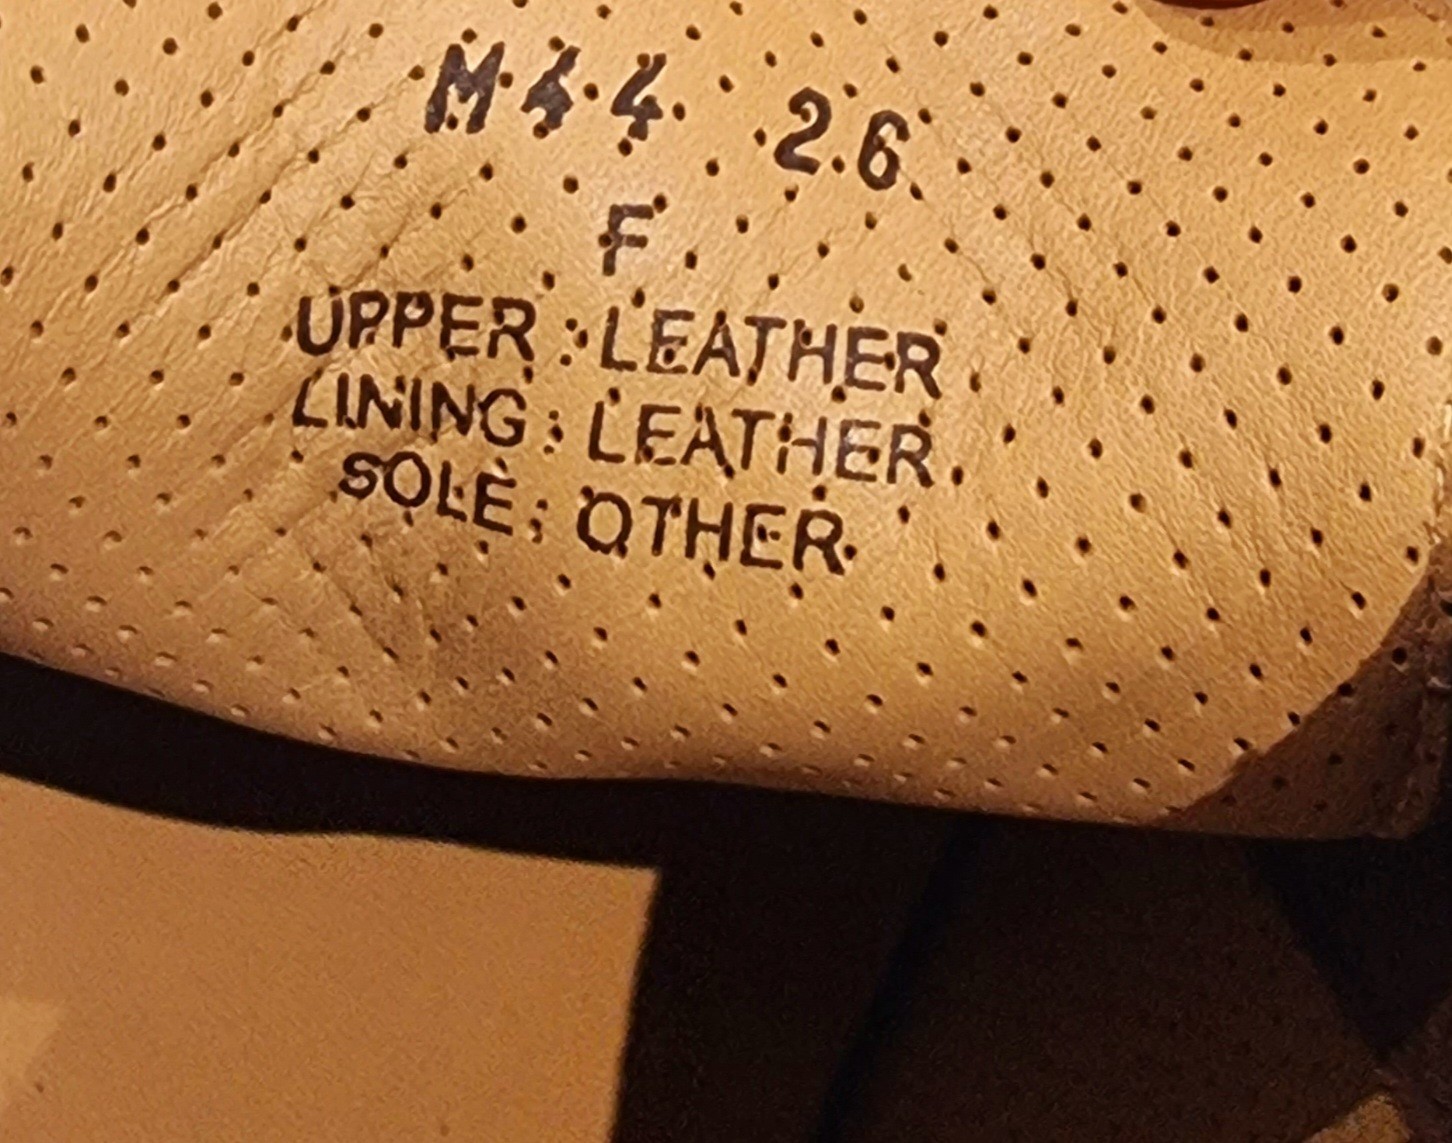 M44 26
F
UPPER : LEATHER
LINING : LEATHER
SOLE : OTHER